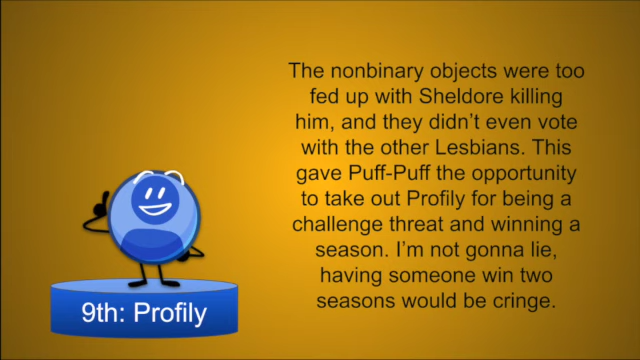 The nonbinary objects were too
fed up with Sheldore killing
him, and they didn't even vote
with the other Lesbians. This
gave Puff-Puff the opportunity
to take out Profily for being a
challenge threat and winning a
season. I'm not gonna lie,
having someone win two
seasons would be cringe.
9th: Profily